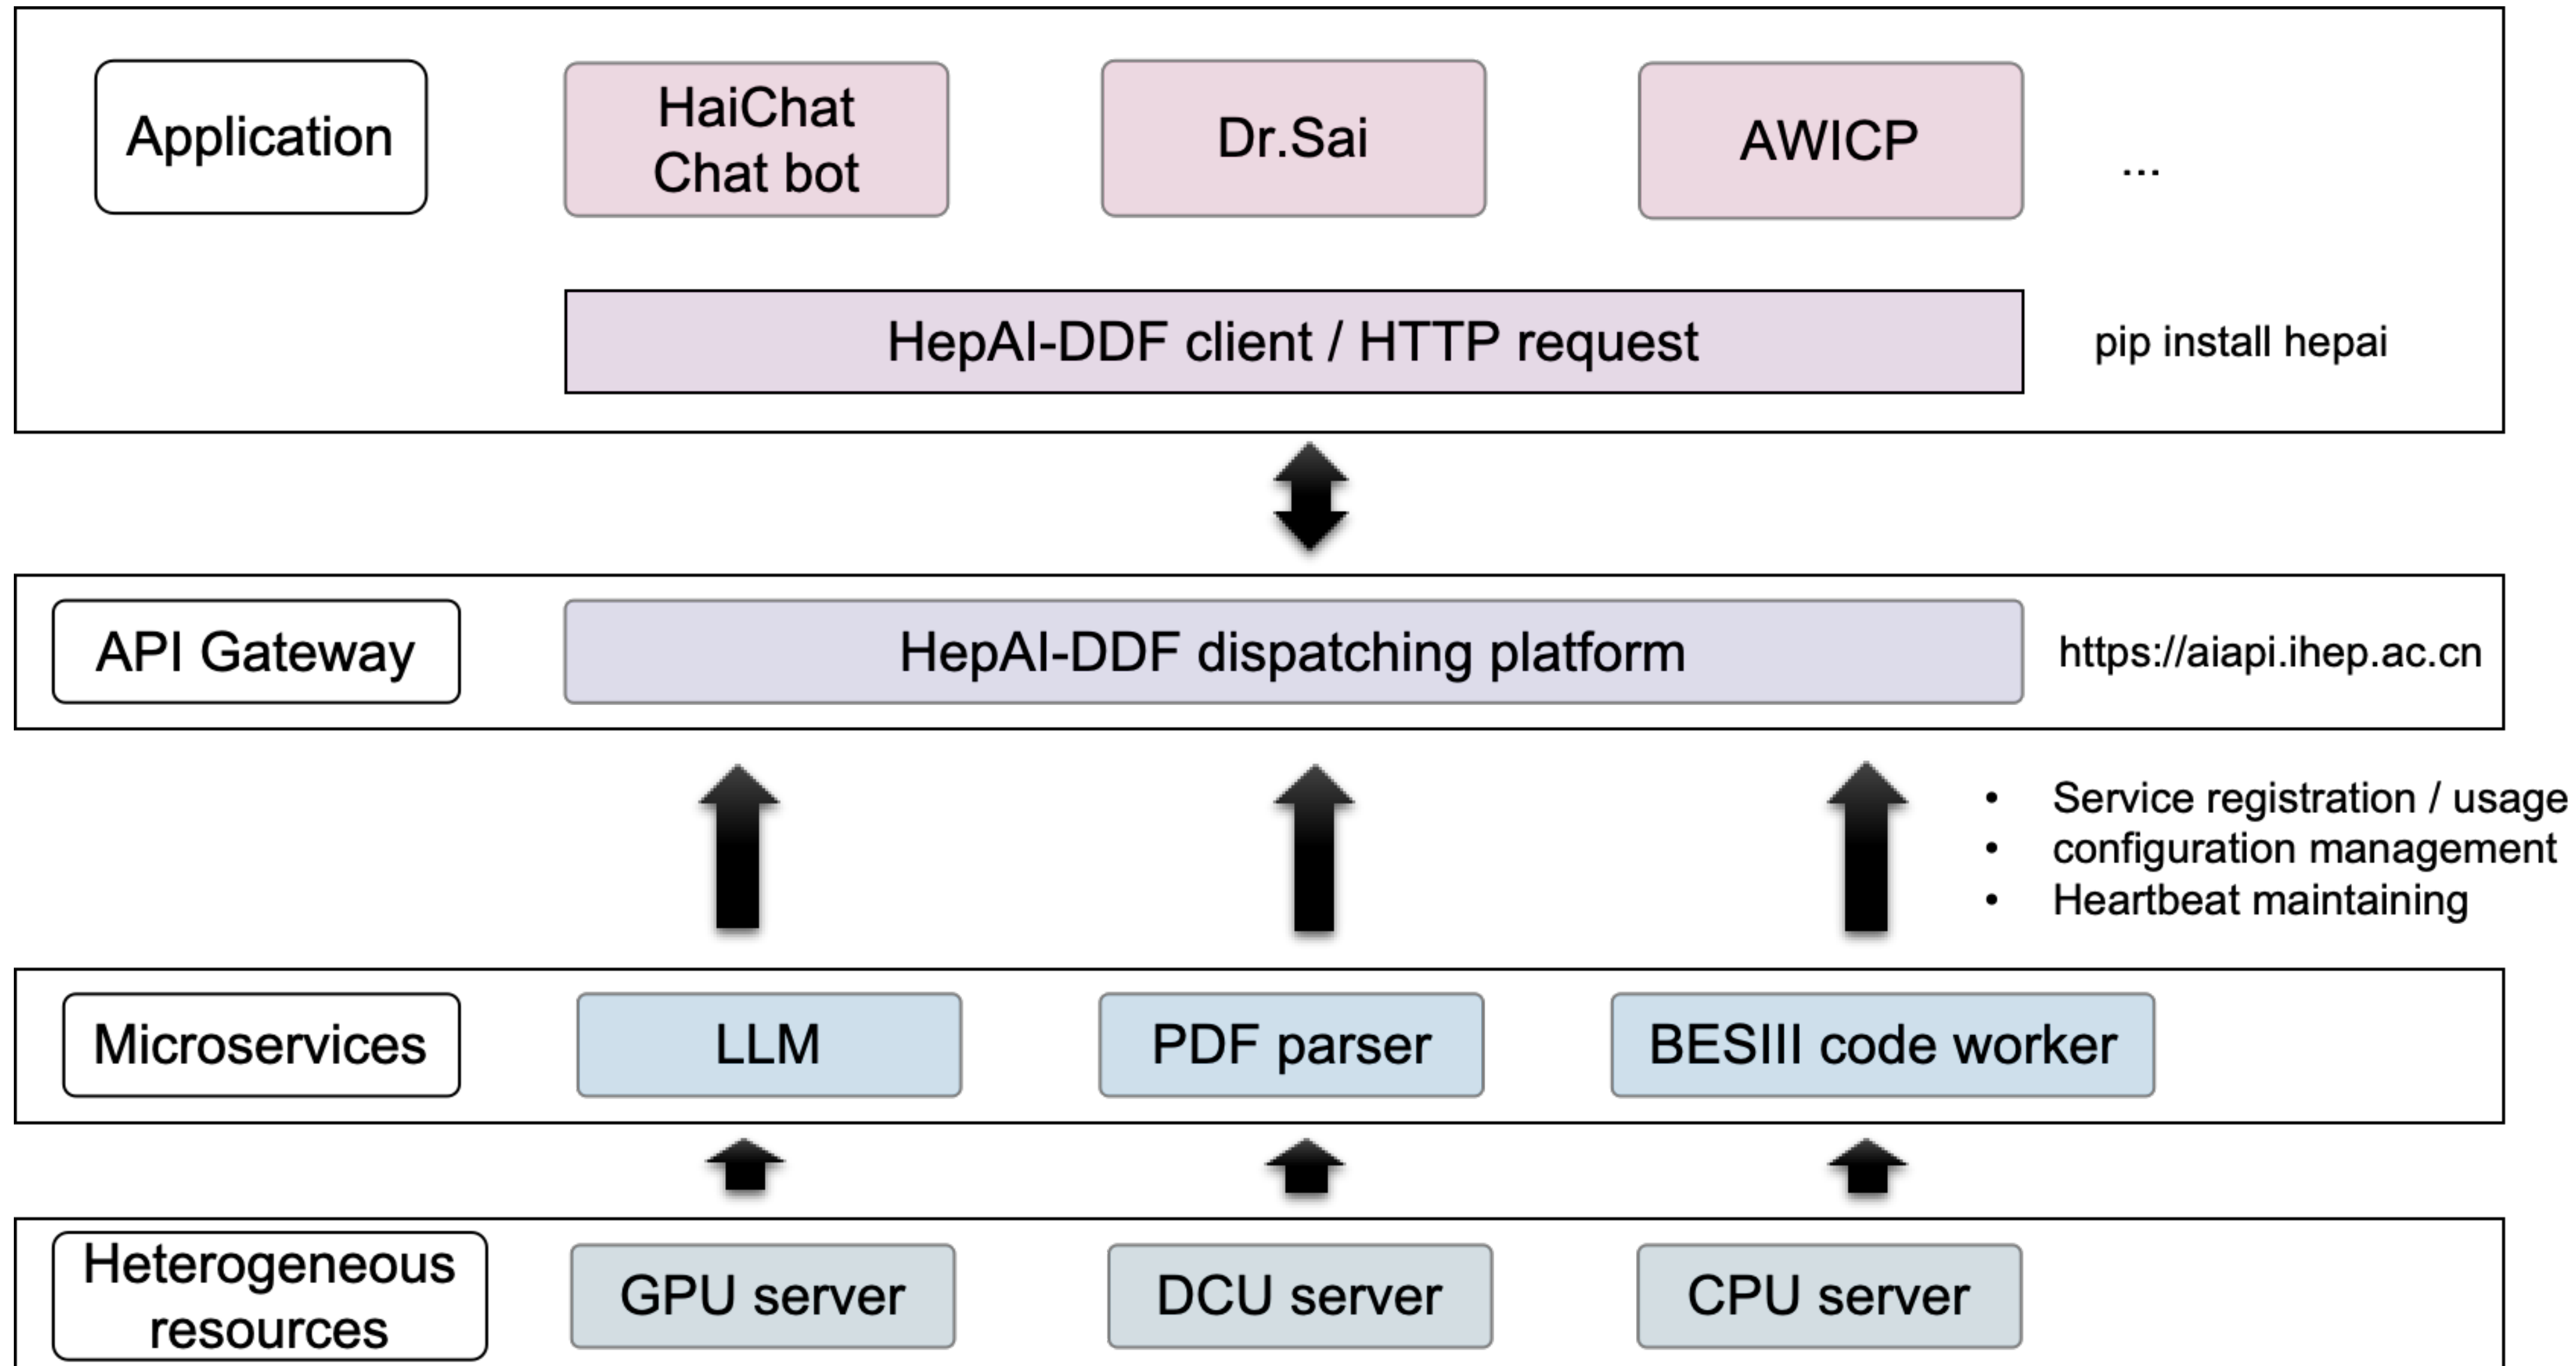 Application
HaiChat
Chat bot
Dr.Sai
AWICP
...
HepAI-DDF client / HTTP request
pip install hepai
API Gateway
HepAI-DDF dispatching platform
https://aiapi.ihep.ac.cn
• Service registration / usage
• configuration management
• Heartbeat maintaining
Microservices
LLM
PDF parser
BESIII code worker
Heterogeneous
resources
GPU server
DCU server
CPU server